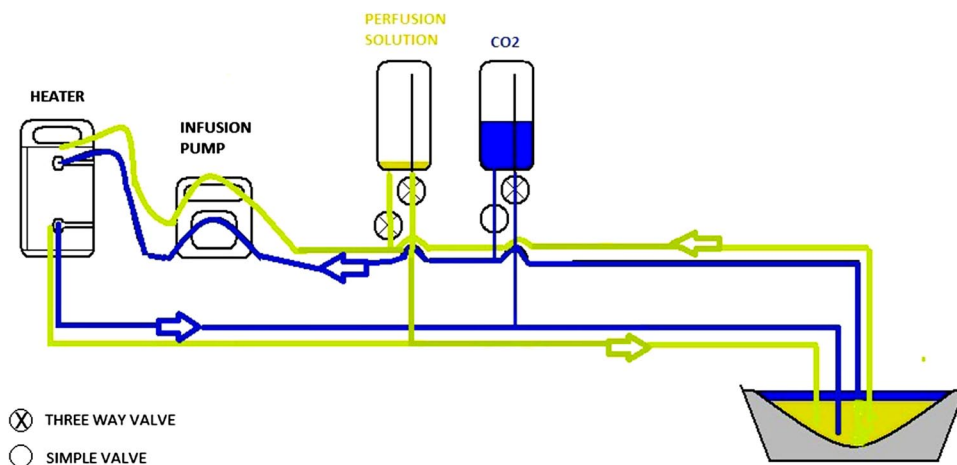 PERFUSION
SOLUTION
CO2
HEATER
INFUSION
PUMP
THREE WAY VALVE
SIMPLE VALVE